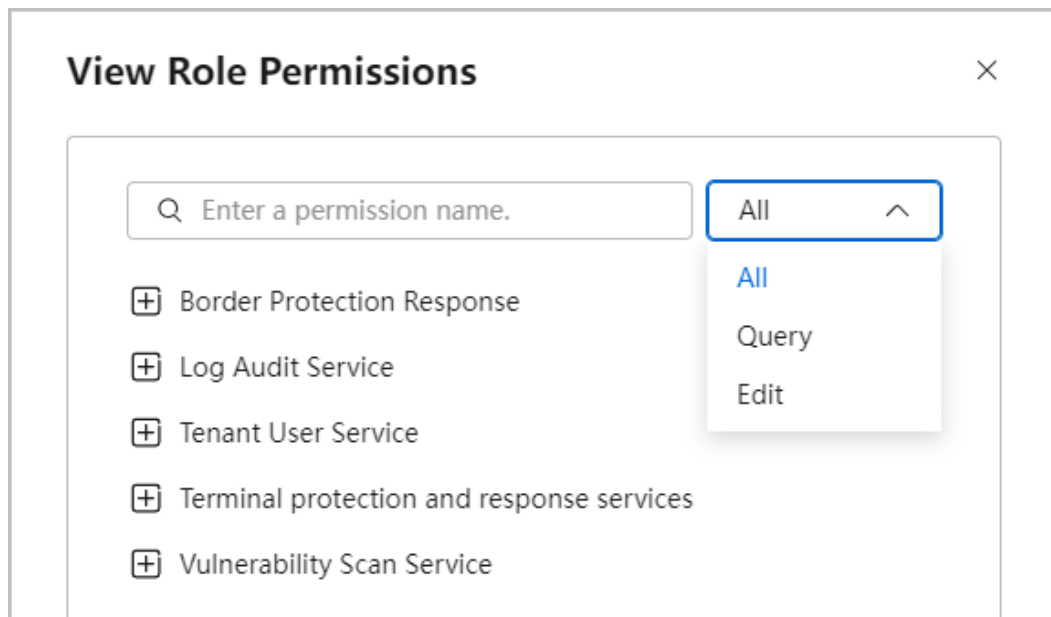 View Role Permissions
Enter a permission name.
All
All
Query
Edit
Border Protection Response
Log Audit Service
Tenant User Service
Terminal protection and response services
Vulnerability Scan Service